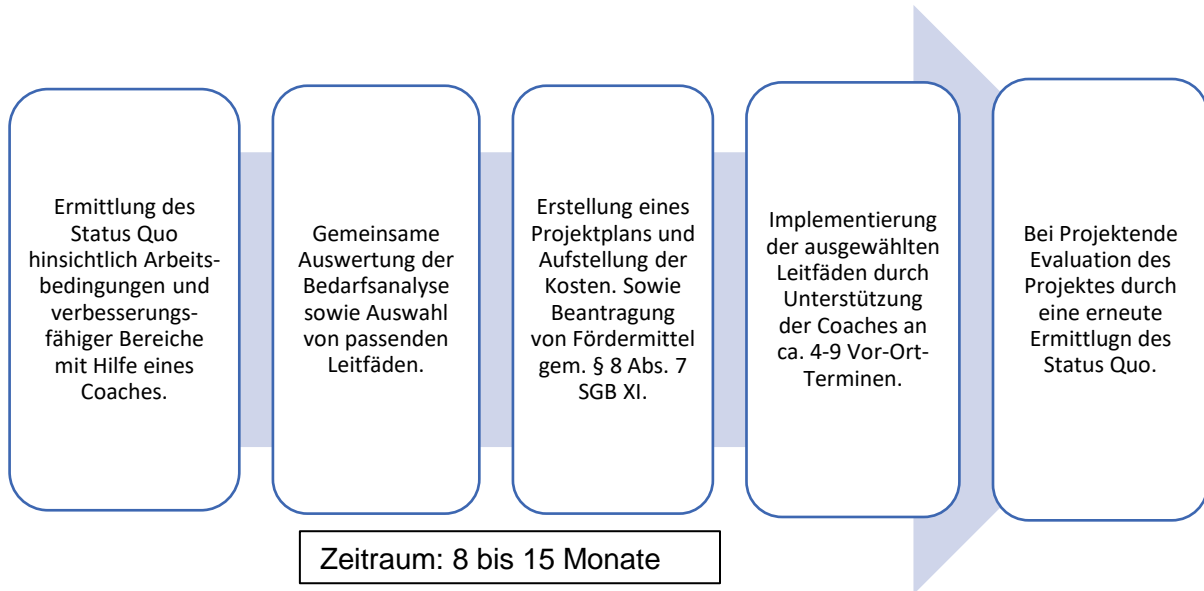 Ermittlung des
Status Quo
hinsichtlich Arbeits-
bedingungen und
verbesserungs-
fähiger Bereiche
mit Hilfe eines
Coaches.
Gemeinsame
Auswertung der
Bedarfsanalyse
sowie Auswahl
von passenden
Leitfäden.
Erstellung eines
Projektplans und
Aufstellung der
Kosten. Sowie
Beantragung
von Fördermittel
gem. § 8 Abs. 7
SGB XI.
Implementierung
der ausgewählten
Leitfäden durch
Unterstützung
der Coaches an
ca. 4-9 Vor-Ort-
Terminen.
Bei Projektende
Evaluation des
Projektes durch
eine erneute
Ermittlugn des
Status Quo.
Zeitraum: 8 bis 15 Monate